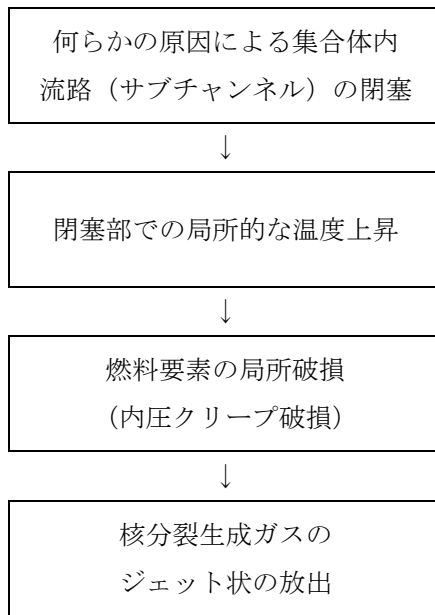 何らかの原因による集合体内
流路（サブチャンネル）の閉塞
↓
閉塞部での局所的な温度上昇
↓
燃料要素の局所破損
（内圧クリープ破損）
↓
核分裂生成ガスの
ジェット状の放出